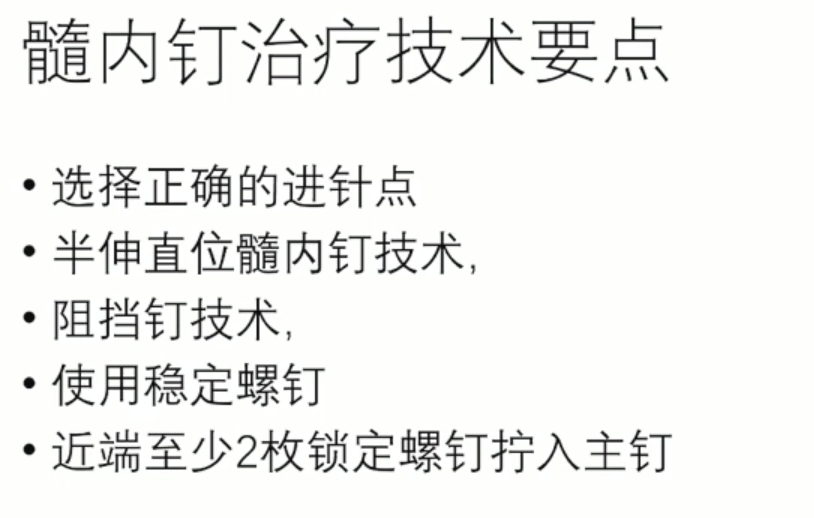 髓内钉治疗技术要点
• 选择正确的进针点
• 半伸直位髓内钉技术,
• 阻挡钉技术,
• 使用稳定螺钉
• 近端至少2枚锁定螺钉拧入主钉